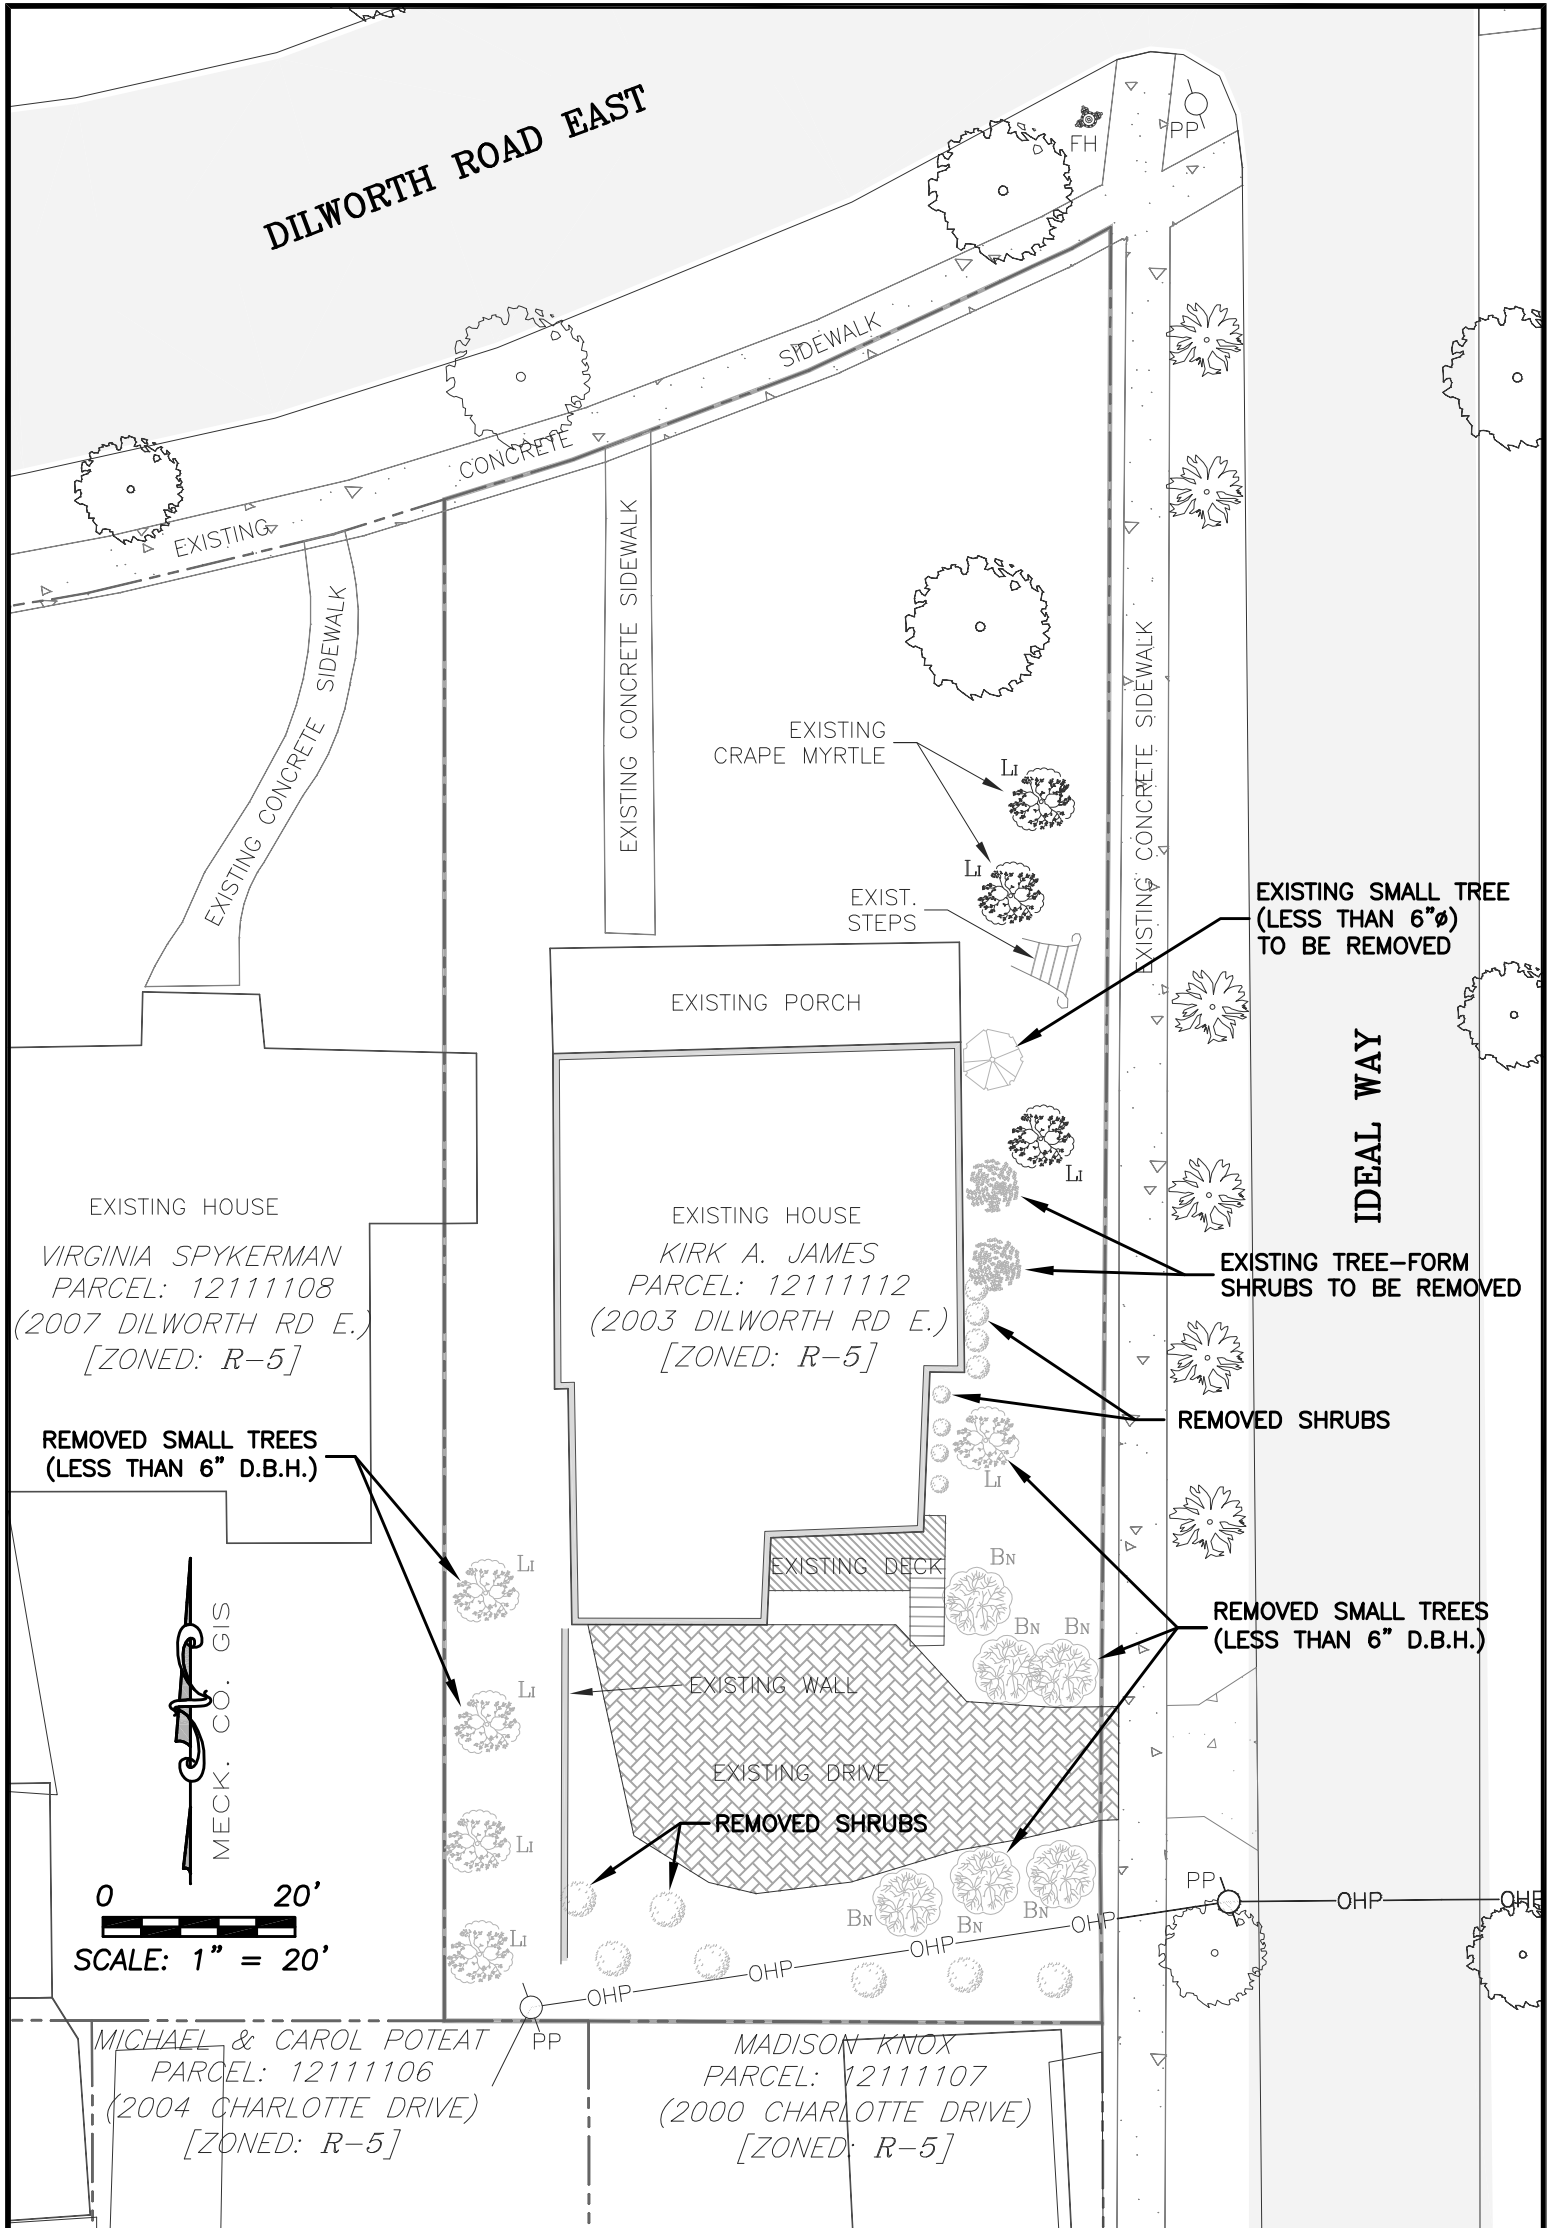 DILWORTH ROAD EAST
FH
PP
SIDEWALK
CONCRETE
EXISTING
EXISTING CONCRETE SIDEWALK
EXISTING CONCRETE SIDEWALK
EXISTING CONCRETE SIDEWALK
EXISTING
CRAPE MYRTLE
LI
LI
EXIST.
STEPS
EXISTING SMALL TREE
(LESS THAN 6"ø)
TO BE REMOVED
EXISTING PORCH
IDEAL WAY
LI
EXISTING HOUSE
VIRGINIA SPYKERMAN
PARCEL: 12111108
(2007 DILWORTH RD E.)
[ZONED: R-5]
EXISTING HOUSE
KIRK A. JAMES
PARCEL: 12111112
(2003 DILWORTH RD E.)
[ZONED: R-5]
EXISTING TREE-FORM
SHRUBS TO BE REMOVED
REMOVED SHRUBS
REMOVED SMALL TREES
(LESS THAN 6" D.B.H.)
LI
EXISTING DECK
BN
LI
BN
BN
REMOVED SMALL TREES
(LESS THAN 6" D.B.H.)
EXISTING WALL
LI
MECK. CO. GIS
EXISTING DRIVE
REMOVED SHRUBS
LI
PP
OHP
OHP
BN
BN
BN
OHP
OHP
OHP
OHP
LI
0 20'
SCALE: 1" = 20'
PP
MICHAEL & CAROL POTEAT
PARCEL: 12111106
(2004 CHARLOTTE DRIVE)
[ZONED: R-5]
MADISON KNOX
PARCEL: 12111107
(2000 CHARLOTTE DRIVE)
[ZONED: R-5]